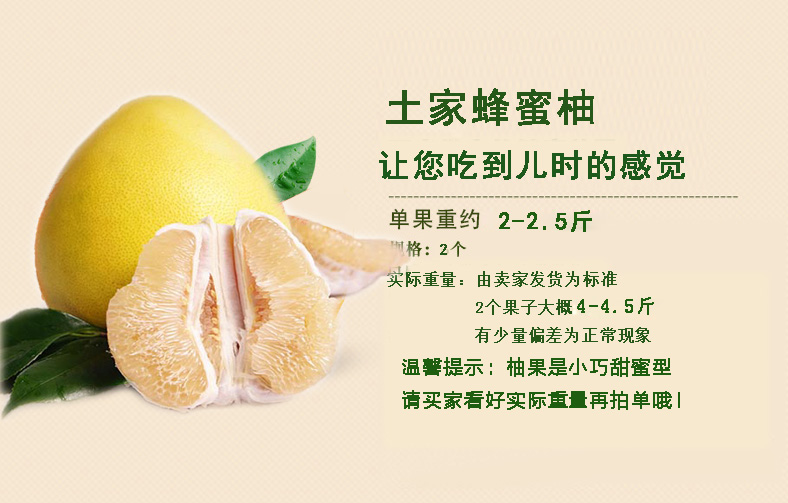 土家蜂蜜柚
让您吃到儿时的感觉
单果重约 2-2.5斤
规格：2个
实际重量：由卖家发货为标准
2个果子大概4-4.5斤
有少量偏差为正常现象
温馨提示：柚果是小巧甜蜜型
请买家看好实际重量再拍单哦!